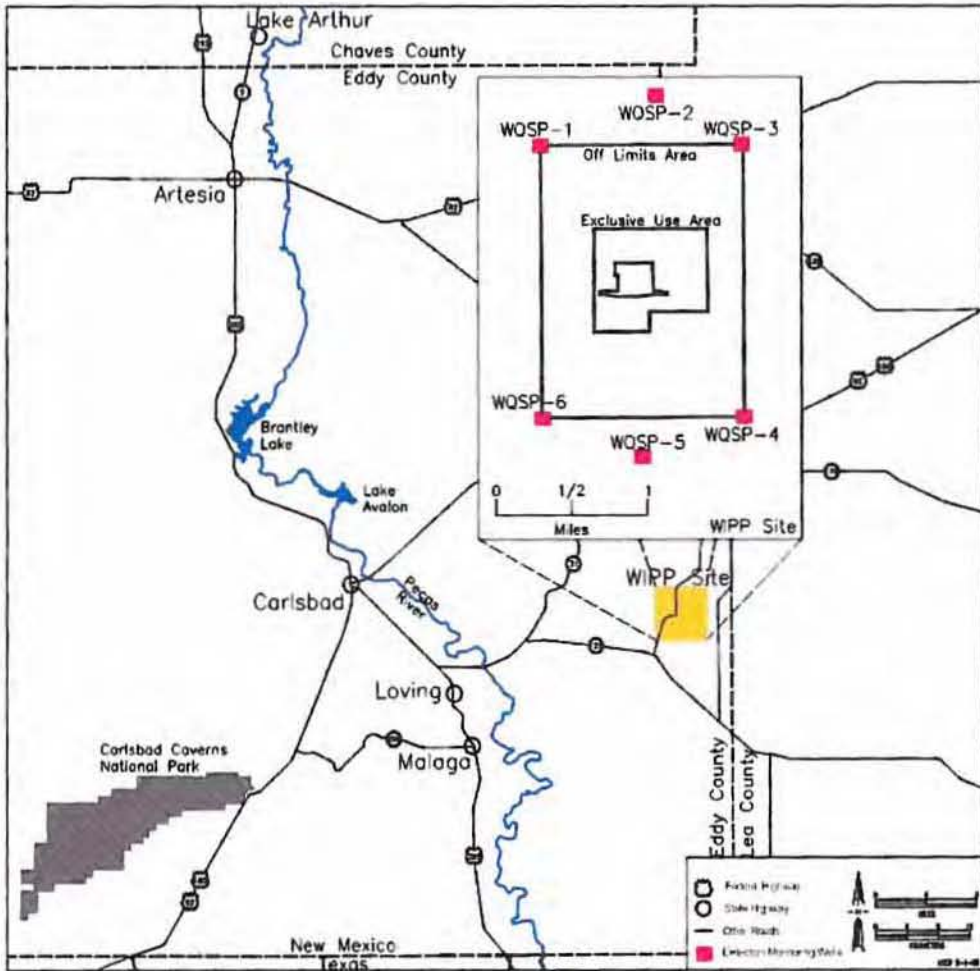 Lake Arthur
Chaves County
Eddy County
WQSP-2
WQSP-1
WQSP-3
Off Limits Area
Artesia
Exclusive Use Area
WQSP-6
WQSP-4
WQSP-5
Brantley
Lake
Lake
Avalon
0 1/2 1
Miles
WIPP Site
WIPP Site
Carlsbad
Pecos
River
Loving
Malaga
Carlsbad Caverns
National Park
Eddy County
Lea County
Federal Highway
State Highway
Other Roads
Detection Monitoring Wells
New Mexico
Texas